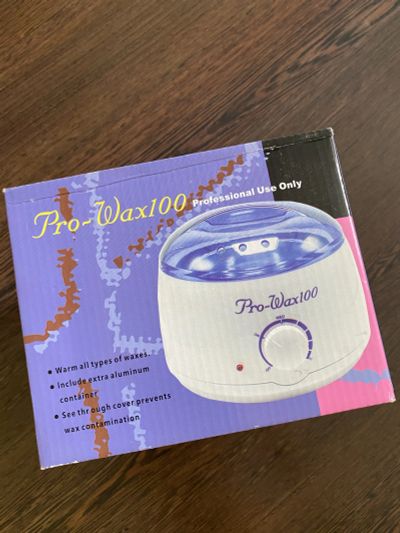 Pro-Wax100 Professional Use Only
Pro-Wax100
• Warm all types of waxes.
• Include extra aluminum
container
• See through cover prevents
wax contamination